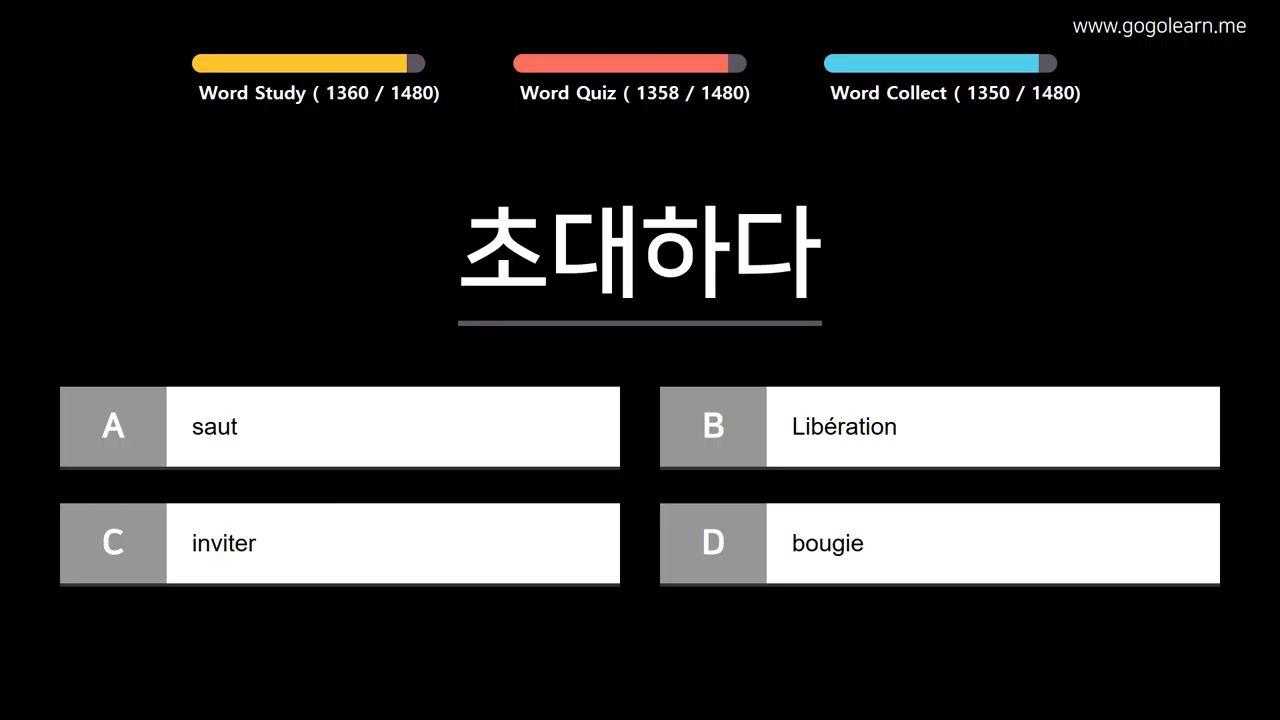 www.gogolearn.me
Word Study ( 1360 / 1480)
Word Quiz ( 1358 / 1480)
Word Collect ( 1350 / 1480)
초대하다
A saut
B Libération
C inviter
D bougie